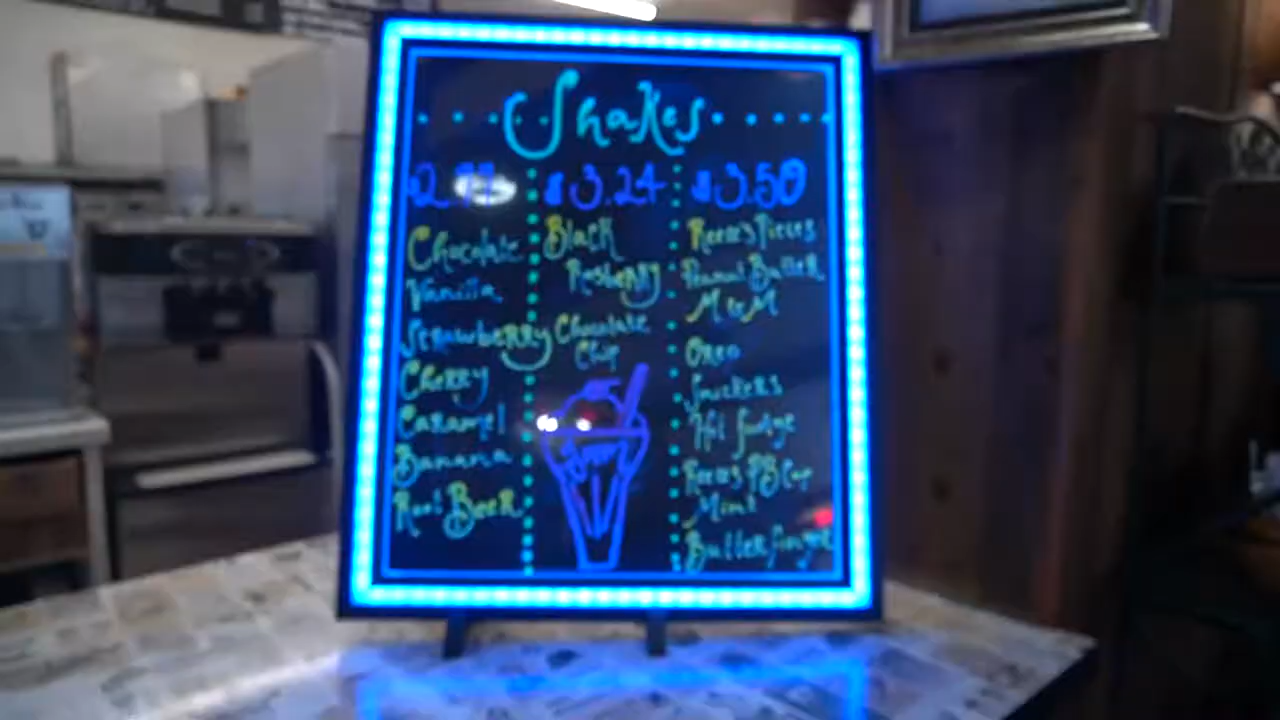 Shakes
$3.24
$3.50
Chocolate
Vanilla
Strawberry
Cherry
Caramel
Banana
Root Beer
Black
Rasberry
Chocolate
Chip
Reese's Pieces
Peanut Butter
M&M
Oreo
Snickers
Hot fudge
Reeses PB Cup
Mint
Butterfinger